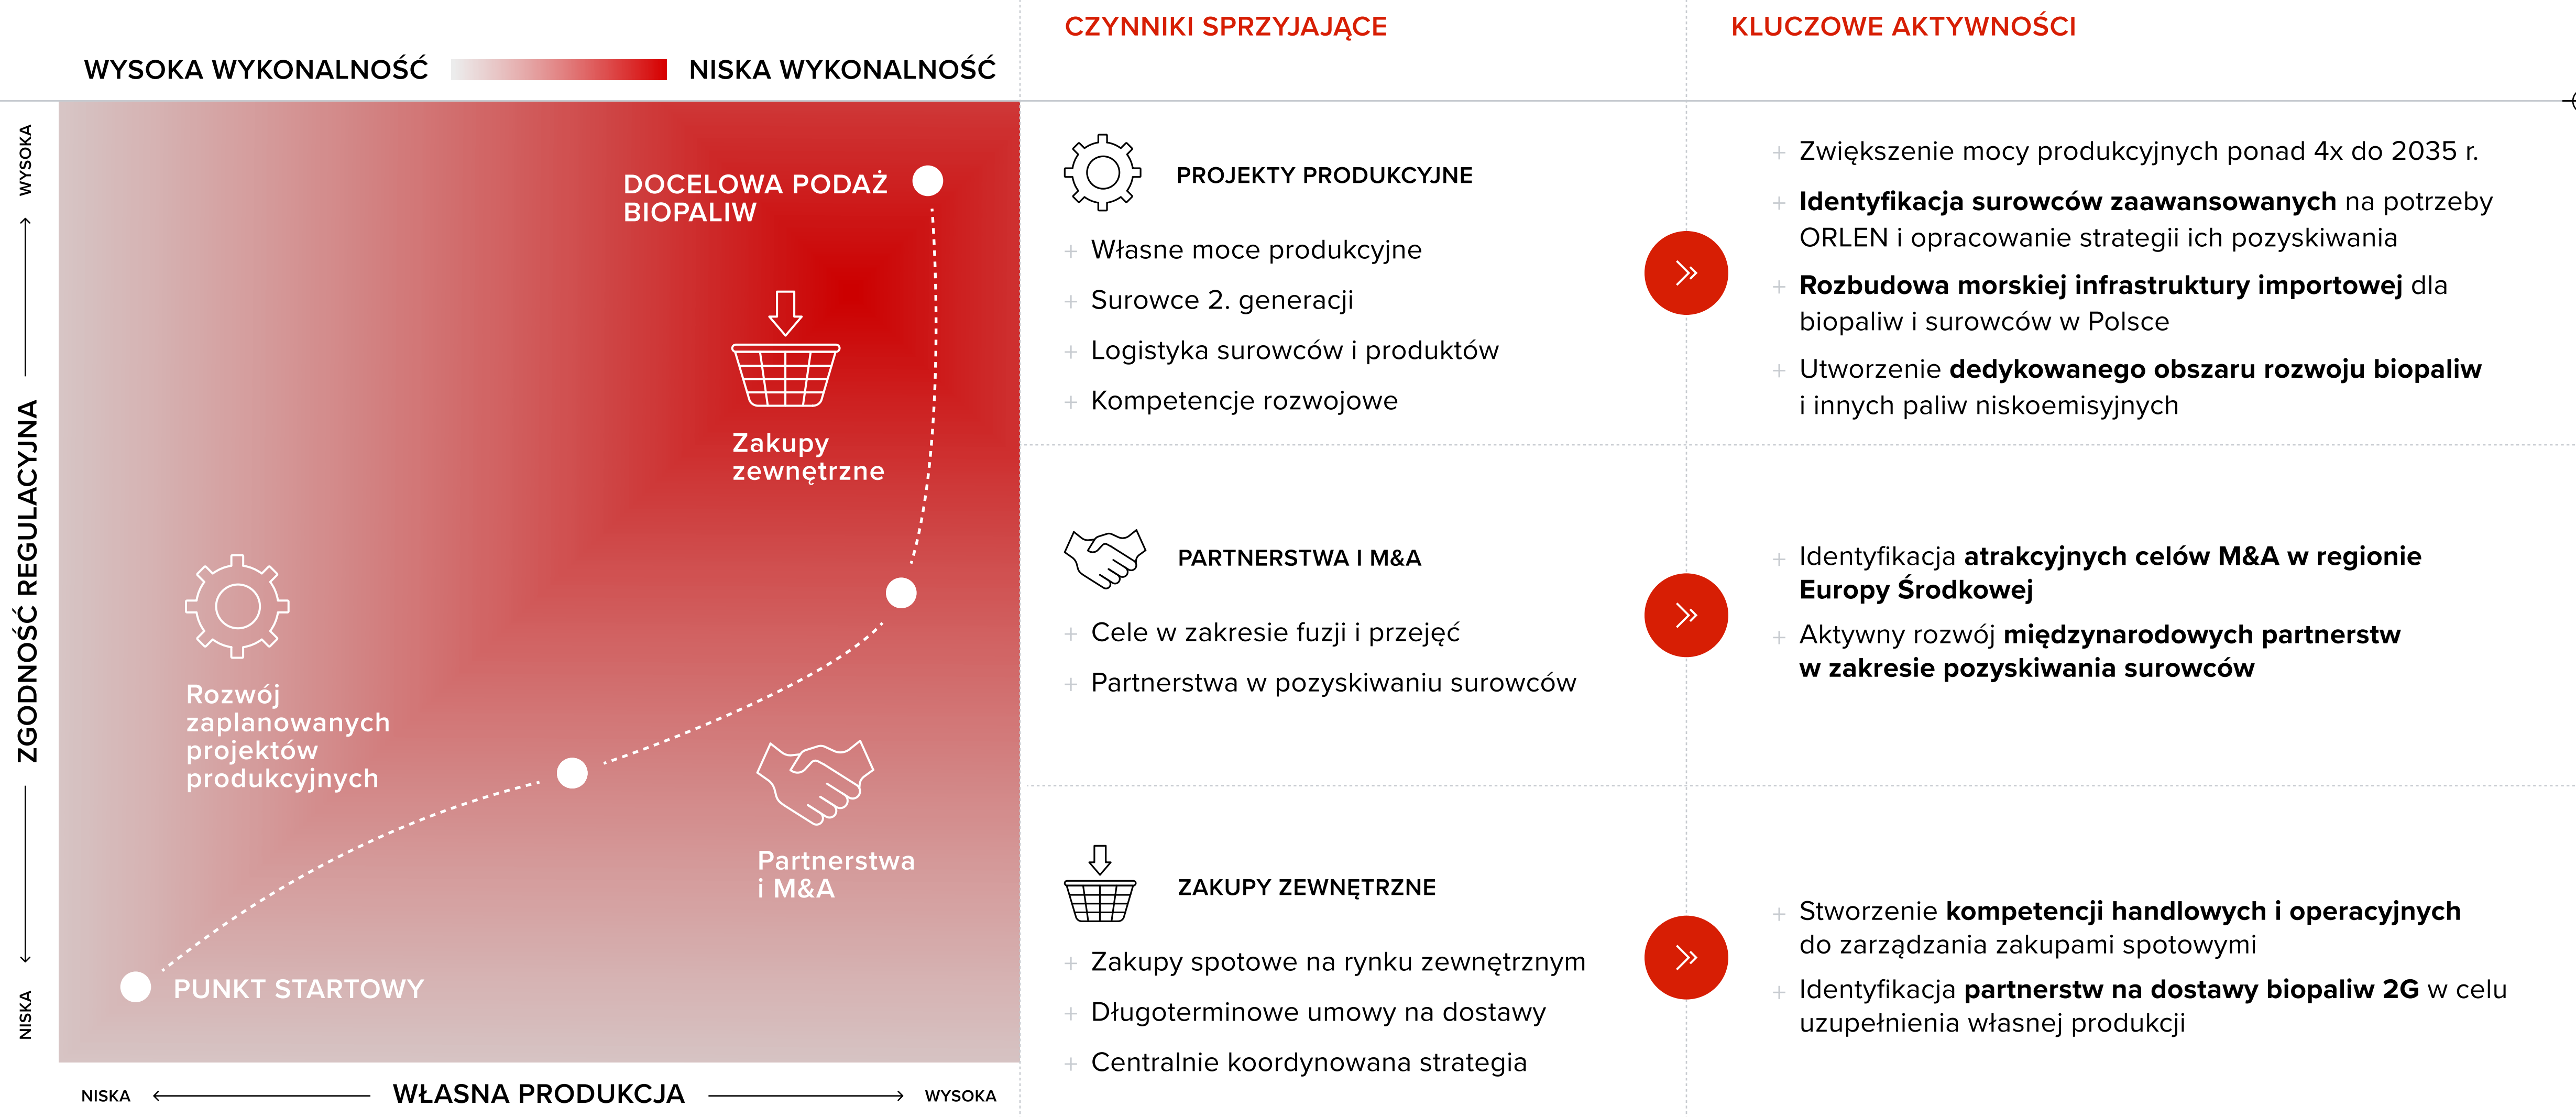 WYSOKA WYKONALNOŚĆ
NISKA WYKONALNOŚĆ
WYSOKA
ZGODNOŚĆ REGULACYJNA
NISKA
DOCELOWA PODAŻ
BIOPALIW
Zakupy
zewnętrzne
Rozwój
zaplanowanych
projektów
produkcyjnych
Partnerstwa
i M&A
PUNKT STARTOWY
NISKA
WŁASNA PRODUKCJA
WYSOKA
CZYNNIKI SPRZYJAJĄCE
KLUCZOWE AKTYWNOŚCI
PROJEKTY PRODUKCYJNE
+ Własne moce produkcyjne
+ Surowce 2. generacji
+ Logistyka surowców i produktów
+ Kompetencje rozwojowe
+ Zwiększenie mocy produkcyjnych ponad 4x do 2035 r.
+ Identyfikacja surowców zaawansowanych na potrzeby
ORLEN i opracowanie strategii ich pozyskiwania
+ Rozbudowa morskiej infrastruktury importowej dla
biopaliw i surowców w Polsce
+ Utworzenie dedykowanego obszaru rozwoju biopaliw
i innych paliw niskoemisyjnych
PARTNERSTWA I M&A
+ Cele w zakresie fuzji i przejęć
+ Partnerstwa w pozyskiwaniu surowców
+ Identyfikacja atrakcyjnych celów M&A w regionie
Europy Środkowej
+ Aktywny rozwój międzynarodowych partnerstw
w zakresie pozyskiwania surowców
ZAKUPY ZEWNĘTRZNE
+ Zakupy spotowe na rynku zewnętrznym
+ Długoterminowe umowy na dostawy
+ Centralnie koordynowana strategia
+ Stworzenie kompetencji handlowych i operacyjnych
do zarządzania zakupami spotowymi
+ Identyfikacja partnerstw na dostawy biopaliw 2G w celu
uzupełnienia własnej produkcji